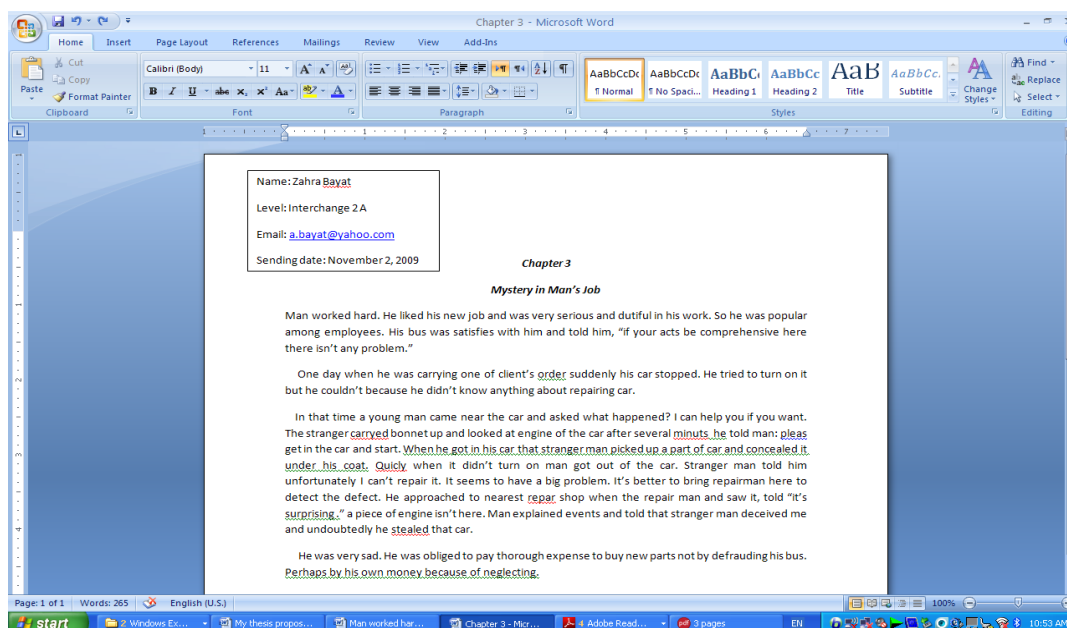 Chapter 3 - Microsoft Word
Home Insert Page Layout References Mailings Review View Add-Ins
Cut
Copy
Format Painter
Paste
Clipboard
Calibri (Body) 11
B I U abe x₂ x² Aa
Font
Paragraph
AaBbCcDc AaBbCcDc AaBbC AaBbCc AaB AaBbCc.
¶ Normal ¶ No Spaci... Heading 1 Heading 2 Title Subtitle
Change Styles
Styles
Find
Replace
Select
Editing
1 1 2 3 4 5 6 7
Name: Zahra Bayat
Level: Interchange 2 A
Email: a.bayat@yahoo.com
Sending date: November 2, 2009
Chapter 3
Mystery in Man's Job
Man worked hard. He liked his new job and was very serious and dutiful in his work. So he was popular
among employees. His bus was satisfies with him and told him, "if your acts be comprehensive here
there isn't any problem."
One day when he was carrying one of client's order suddenly his car stopped. He tried to turn on it
but he couldn't because he didn't know anything about repairing car.
In that time a young man came near the car and asked what happened? I can help you if you want.
The stranger carryed bonnet up and looked at engine of the car after several minuts he told man: pleas
get in the car and start. When he got in his car that stranger man picked up a part of car and concealed it
under his coat. Quicly when it didn't turn on man got out of the car. Stranger man told him
unfortunately I can't repair it. It seems to have a big problem. It's better to bring repairman here to
detect the defect. He approached to nearest repar shop when the repair man and saw it, told "it's
surprising ." a piece of engine isn't here. Man explained events and told that stranger man deceived me
and undoubtedly he stealed that car.
He was very sad. He was obliged to pay thorough expense to buy new parts not by defrauding his bus.
Perhaps by his own money because of neglecting.
Page: 1 of 1 Words: 265 English (U.S.) 100%
start 2 Windows Ex... My thesis propos... Man worked har... Chapter 3 - Micr... 4 Adobe Read... 3 pages EN 10:53 AM